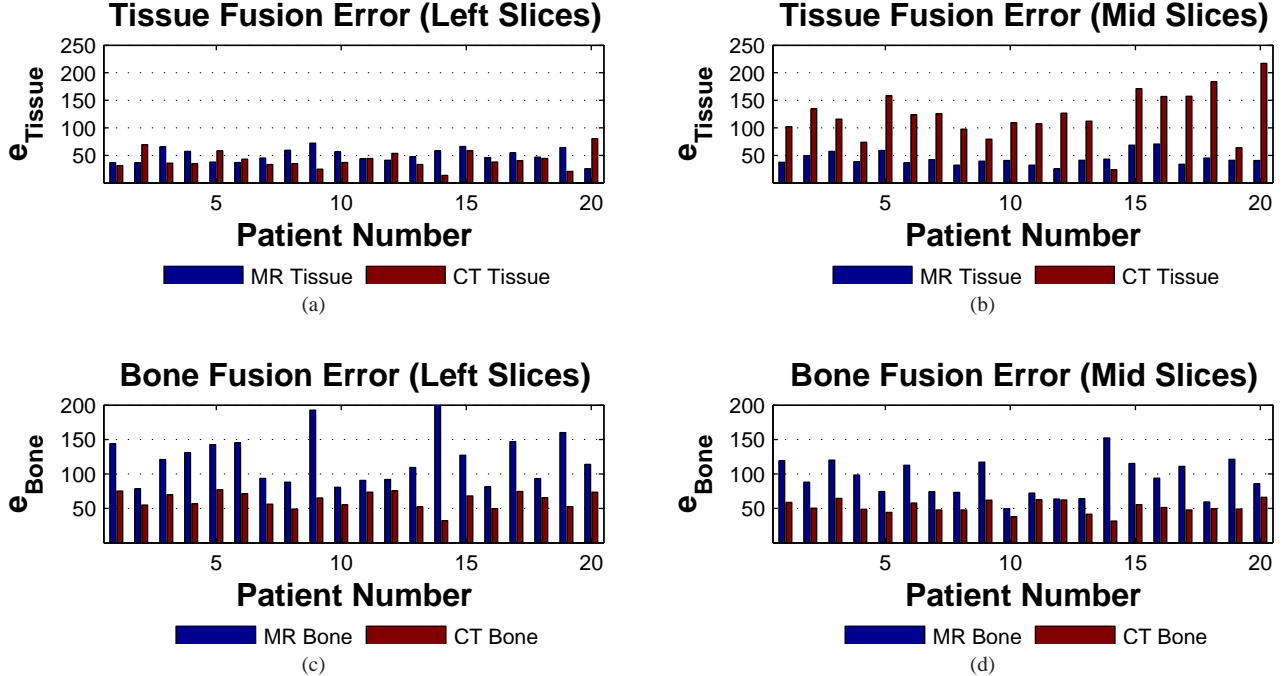 Tissue Fusion Error (Left Slices)
250
200
150
100
50
e_Tissue
5
10
15
20
Patient Number
MR Tissue
CT Tissue
(a)
Tissue Fusion Error (Mid Slices)
250
200
150
100
50
e_Tissue
5
10
15
20
Patient Number
MR Tissue
CT Tissue
(b)
Bone Fusion Error (Left Slices)
200
150
100
50
e_Bone
5
10
15
20
Patient Number
MR Bone
CT Bone
(c)
Bone Fusion Error (Mid Slices)
200
150
100
50
e_Bone
5
10
15
20
Patient Number
MR Bone
CT Bone
(d)